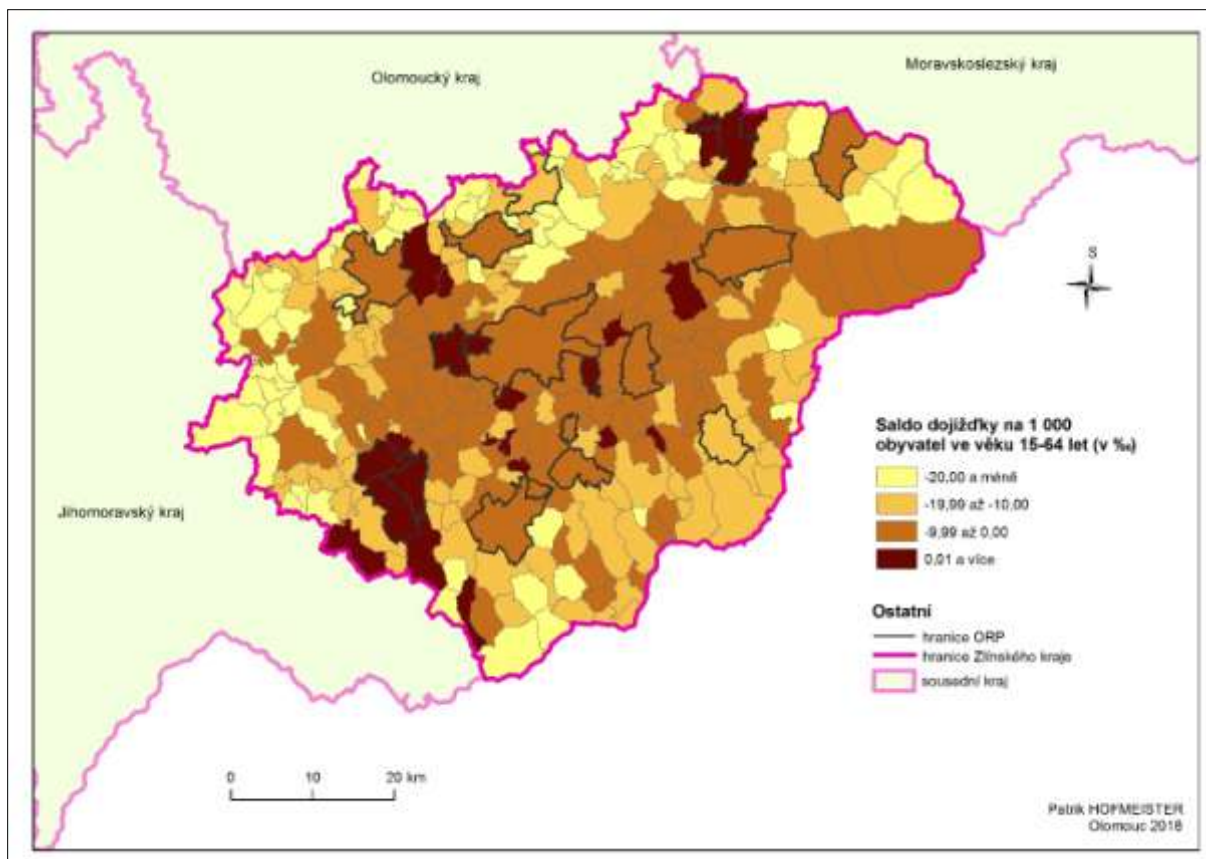 Olomoucký kraj
Moravskoslezský kraj
S
Jihomoravský kraj
Saldo dojížďky na 1 000
obyvatel ve věku 15-64 let (v ‰)
-20,00 a méně
-19,99 až -10,00
-9,99 až 0,00
0,01 a více
Ostatní
hranice ORP
hranice Zlínského kraje
sousední kraj
0 10 20 km
Patrik HOFMEISTER
Olomouc 2018